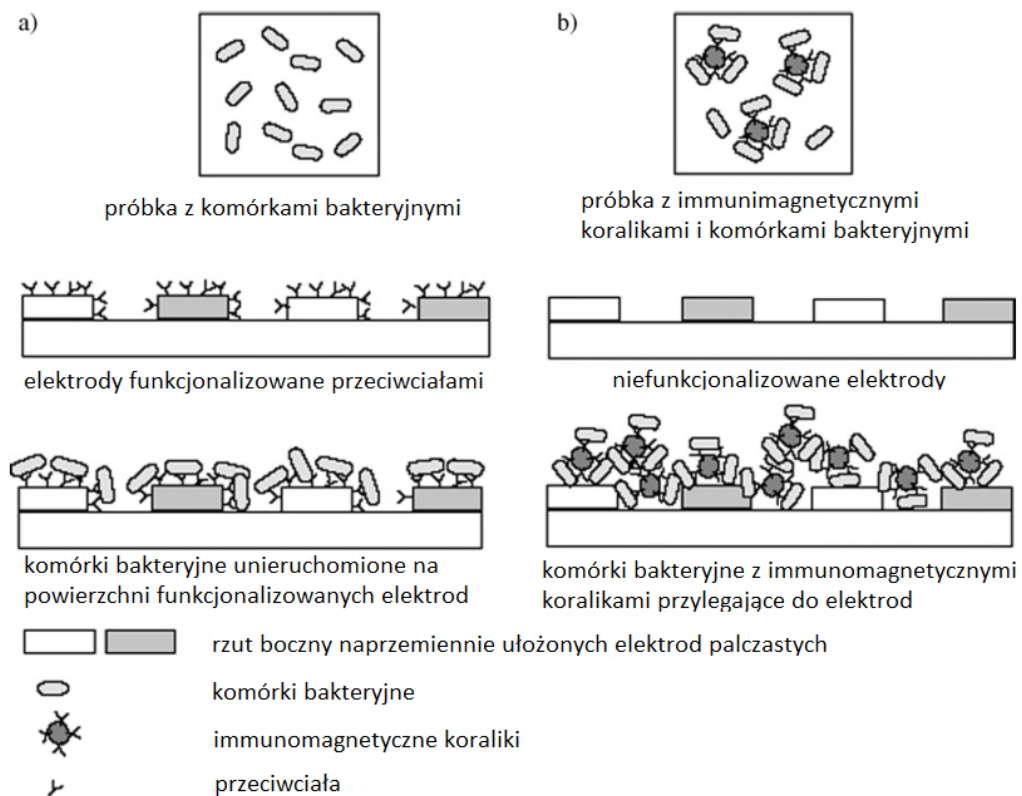 a)
próbka z komórkami bakteryjnymi
elektrody funkcjonalizowane przeciwciałami
komórki bakteryjne unieruchomione na
powierzchni funkcjonalizowanych elektrod
b)
próbka z immunimagnetycznymi
koralikami i komórkami bakteryjnymi
niefunkcjonalizowane elektrody
komórki bakteryjne z immunomagnetycznymi
koralikami przylegające do elektrod
rzut boczny naprzemiennie ułożonych elektrod palczastych
komórki bakteryjne
immunomagnetyczne koraliki
przeciwciała